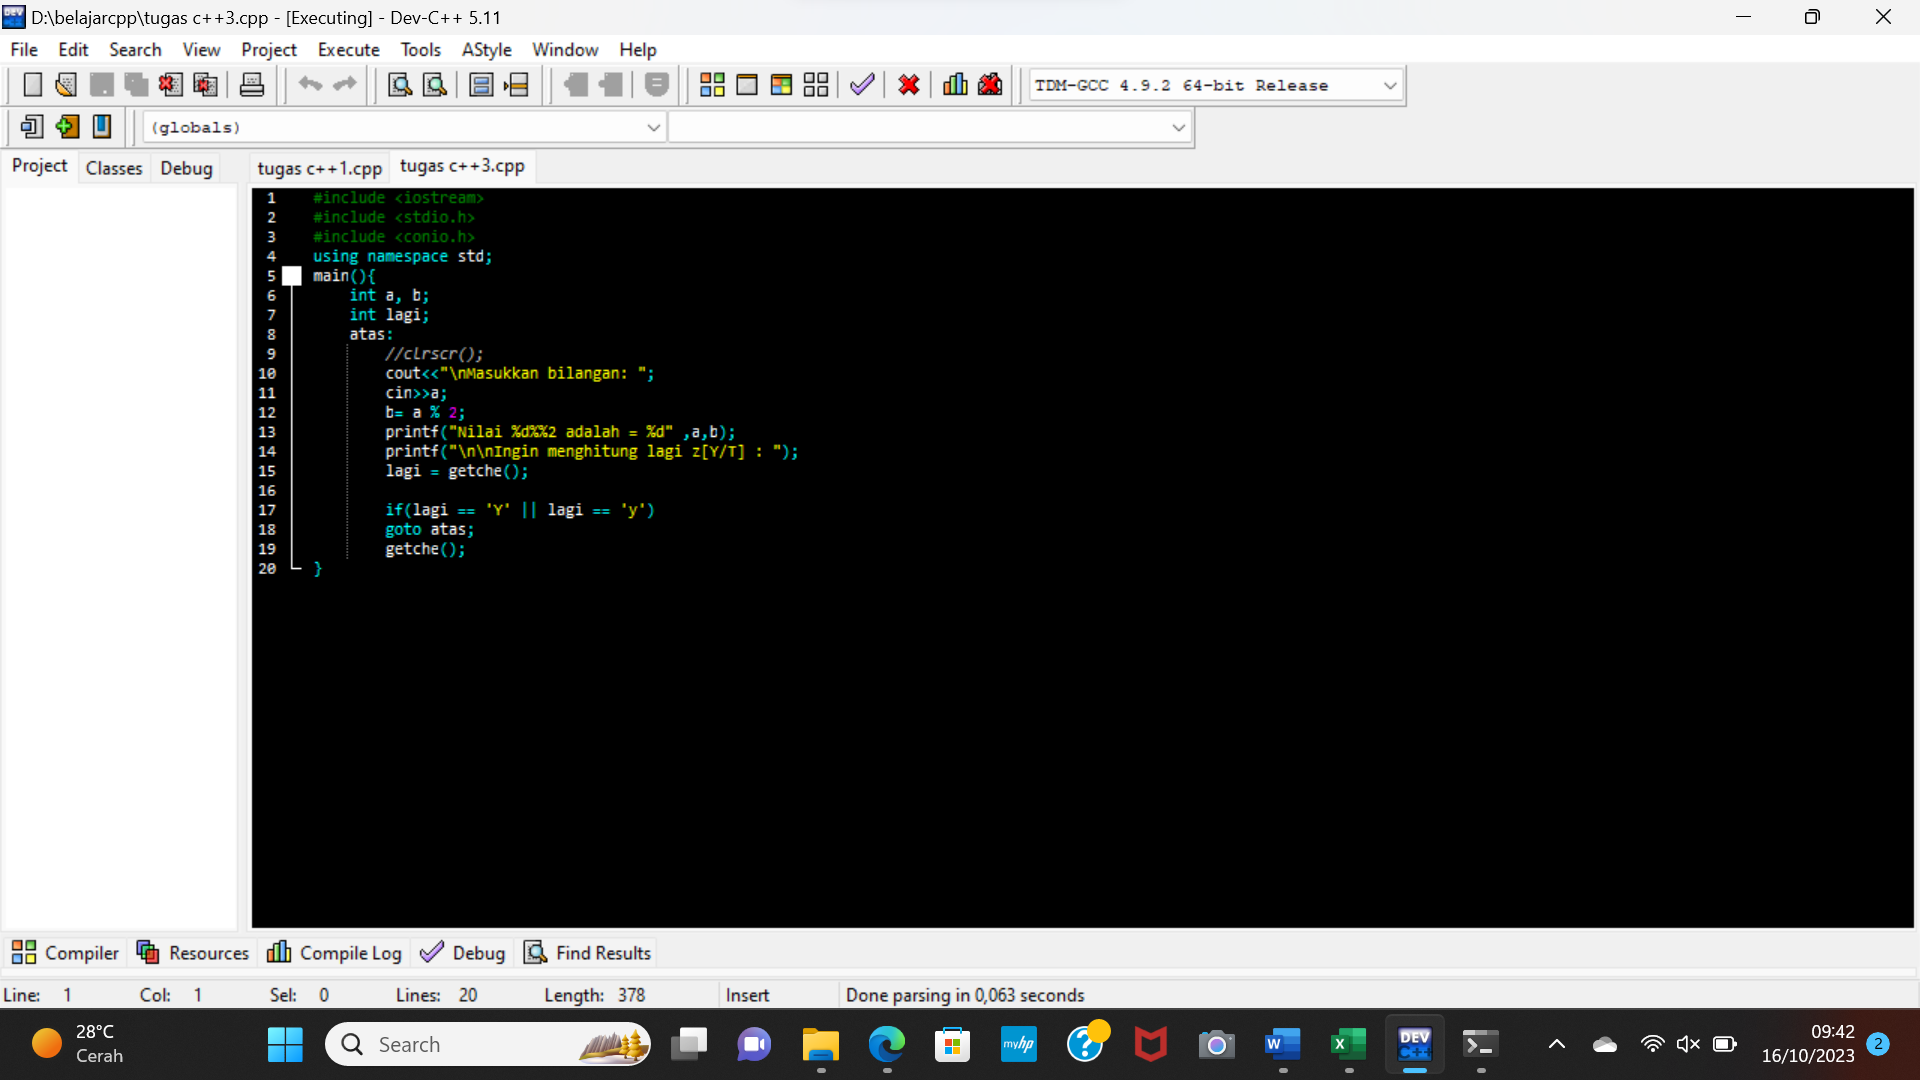 D:\belajarcpp\tugas c++3.cpp - [Executing] - Dev-C++ 5.11
File Edit Search View Project Execute Tools AStyle Window Help
TDM-GCC 4.9.2 64-bit Release
(globals)
Project Classes Debug tugas c++1.cpp tugas c++3.cpp
1 #include <iostream>
2 #include <stdio.h>
3 #include <conio.h>
4 using namespace std;
5 main(){
6 int a, b;
7 int lagi;
8 atas:
9 //clrscr();
10 cout<<"\nMasukkan bilangan: ";
11 cin>>a;
12 b= a % 2;
13 printf("Nilai %d%%2 adalah = %d" ,a,b);
14 printf("\n\nIngin menghitung lagi z[Y/T] : ");
15 lagi = getche();
16
17 if(lagi == 'Y' || lagi == 'y')
18 goto atas;
19 getche();
20 }
Compiler Resources Compile Log Debug Find Results
Line: 1 Col: 1 Sel: 0 Lines: 20 Length: 378 Insert Done parsing in 0,063 seconds
28°C
Cerah
Search
myhp
DEV
C++
09:42
16/10/2023
2